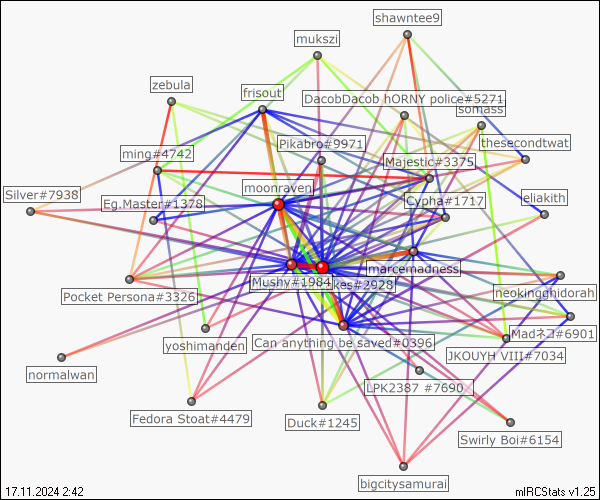 shawntee9
mukszi
zebula
frisout
DacobDacob hORNY police#5271
somass
Pikabro#9971
thesecondtwat
ming#4742
Majestic#3375
moonraven
Silver#7938
Eg.Master#1378
Cypha#1717
eliakith
marcemadness
Mushy#1984
kes#2928
Pocket Persona#3326
neokingghidorah
Can anything be saved#0396
Madネヨ#6901
yoshimanden
JKOUYH VIII#7034
normalwan
LPK2387 #7690
Fedora Stoat#4479
Duck#1245
Swirly Boi#6154
bigcitysamurai
17.11.2024 2:42
mIRCStats v1.25